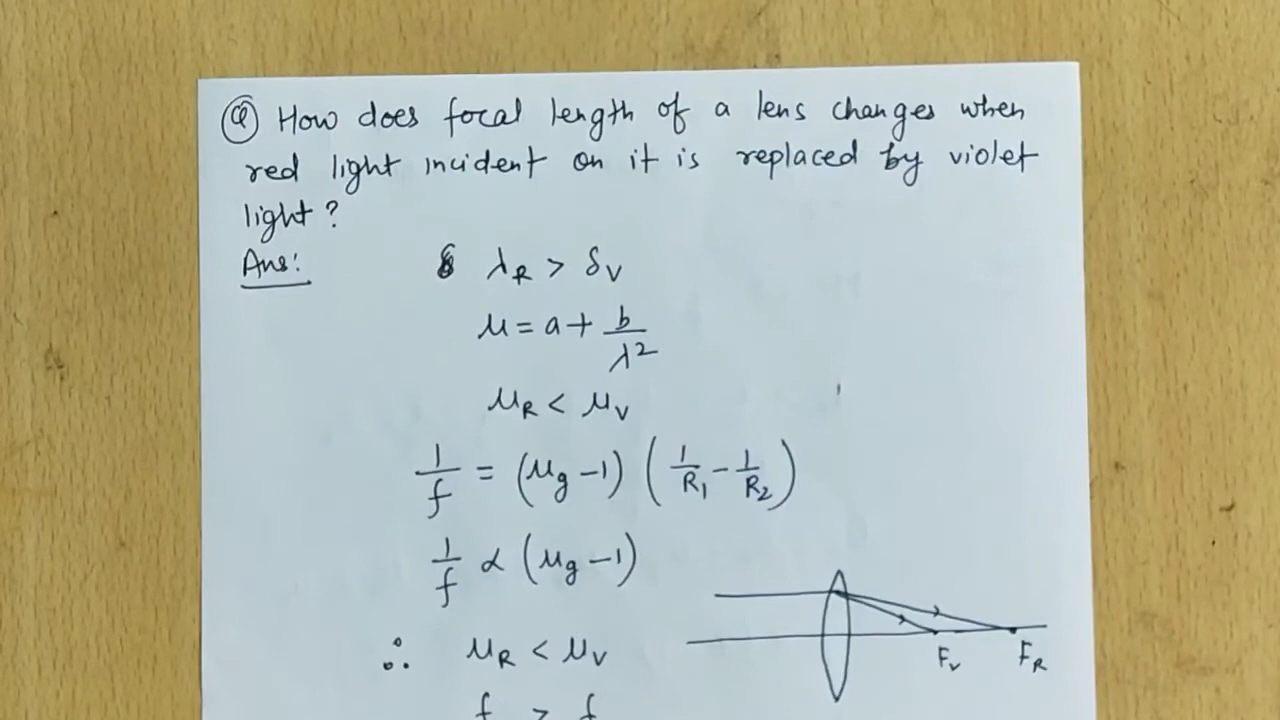 Q How does focal length of a lens changes when
red light incident on it is replaced by violet
light?
Ans:
λR > δV
μ = a + b/λ²
μR < μV
1/f = (μg - 1) (1/R1 - 1/R2)
1/f ∝ (μg - 1)
∴ μR < μV
Fv FR
f > f